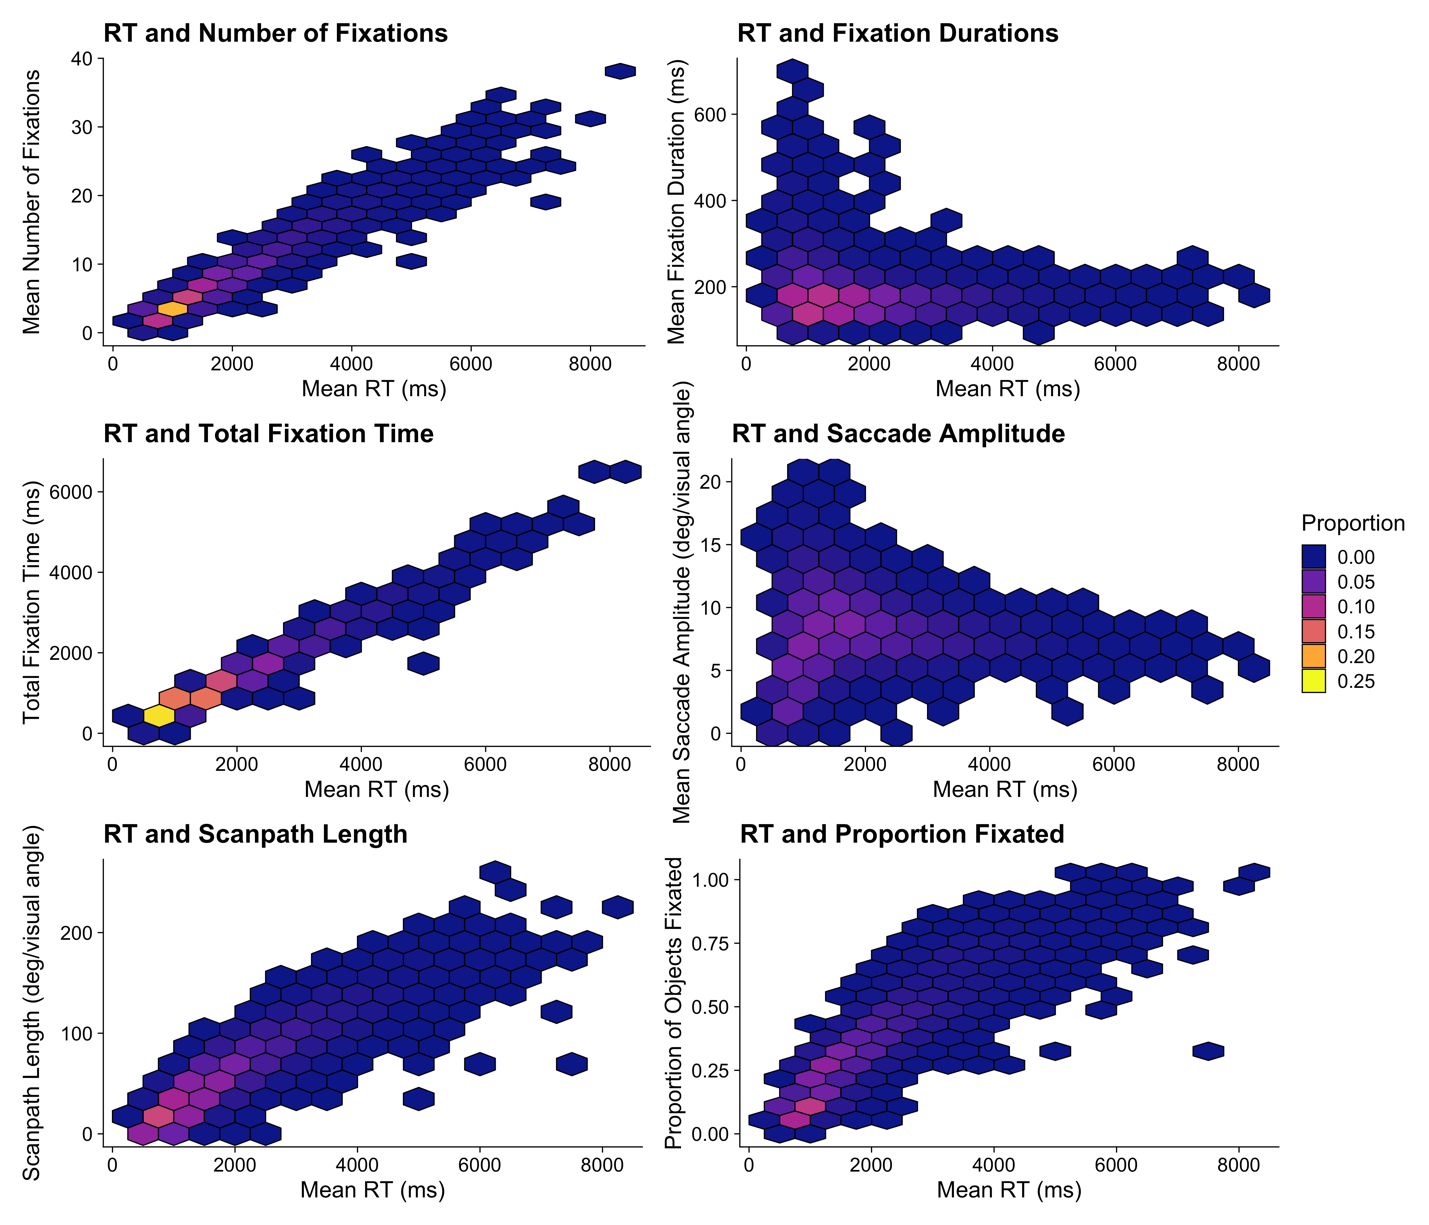 RT and Number of Fixations
Mean Number of Fixations
40
30
20
10
0
0 2000 4000 6000 8000
Mean RT (ms)
RT and Fixation Durations
Mean Fixation Duration (ms)
600
400
200
0 2000 4000 6000 8000
Mean RT (ms)
RT and Total Fixation Time
Total Fixation Time (ms)
6000
4000
2000
0
0 2000 4000 6000 8000
Mean RT (ms)
RT and Saccade Amplitude
Mean Saccade Amplitude (deg/visual angle)
20
15
10
5
0
0 2000 4000 6000 8000
Mean RT (ms)
Proportion
0.00
0.05
0.10
0.15
0.20
0.25
RT and Scanpath Length
Scanpath Length (deg/visual angle)
200
100
0
0 2000 4000 6000 8000
Mean RT (ms)
RT and Proportion Fixated
Proportion of Objects Fixated
1.00
0.75
0.50
0.25
0.00
0 2000 4000 6000 8000
Mean RT (ms)